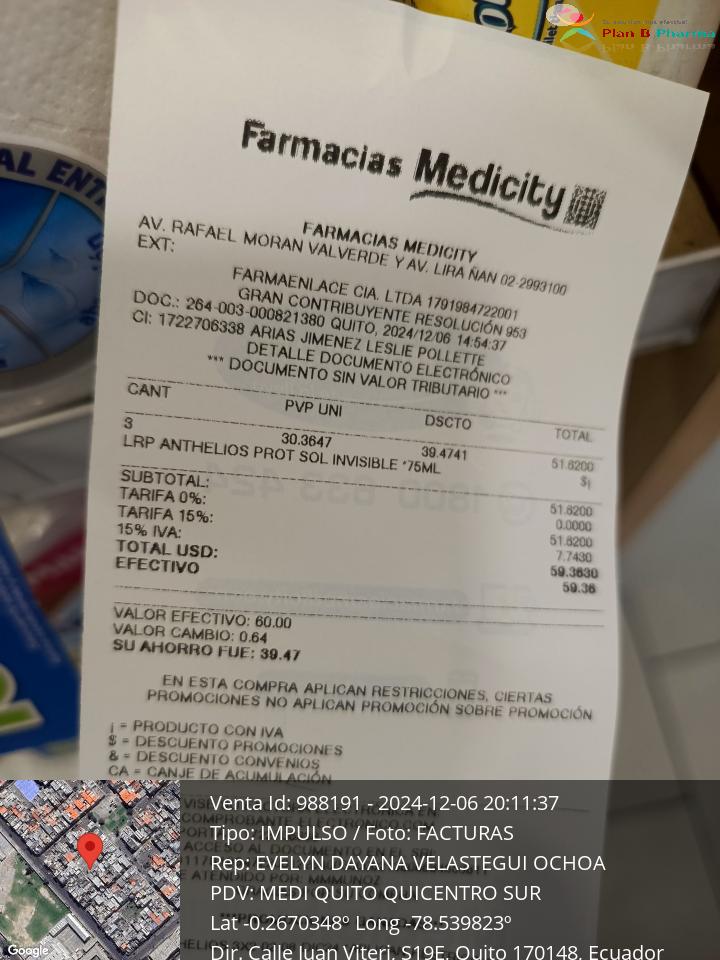 Plan B Pharma
AL ENT
Farmacias Medicity
FARMACIAS MEDICITY
AV. RAFAEL MORAN VALVERDE Y AV. LIRA ÑAN 02-2993100
EXT:
FARMAENLACE CIA. LTDA 1791984722001
GRAN CONTRIBUYENTE RESOLUCIÓN 953
DOC.: 264-003-000821380 QUITO, 2024/12/06 14:54:37
CI: 1722706338 ARIAS JIMENEZ LESLIE POLLETTE
DETALLE DOCUMENTO ELECTRÓNICO
*** DOCUMENTO SIN VALOR TRIBUTARIO ***
CANT PVP UNI DSCTO TOTAL
3 30.3647 39.4741 51.6200
LRP ANTHELIOS PROT SOL INVISIBLE *75ML $¡
SUBTOTAL: 51.6200
TARIFA 0%: 0.0000
TARIFA 15%: 51.6200
15% IVA: 7.7430
TOTAL USD: 59.3630
EFECTIVO 59.36
VALOR EFECTIVO: 60.00
VALOR CAMBIO: 0.64
SU AHORRO FUE: 39.47
EN ESTA COMPRA APLICAN RESTRICCIONES, CIERTAS
PROMOCIONES NO APLICAN PROMOCIÓN SOBRE PROMOCIÓN
¡ = PRODUCTO CON IVA
$ = DESCUENTO PROMOCIONES
& = DESCUENTO CONVENIOS
CA = CANJE DE ACUMULACIÓN
Venta Id: 988191 - 2024-12-06 20:11:37
Tipo: IMPULSO / Foto: FACTURAS
Rep: EVELYN DAYANA VELASTEGUI OCHOA
PDV: MEDI QUITO QUICENTRO SUR
Lat -0.2670348º Long -78.539823º
Dir. Calle Juan Viteri, S19E, Quito 170148, Ecuador
Google